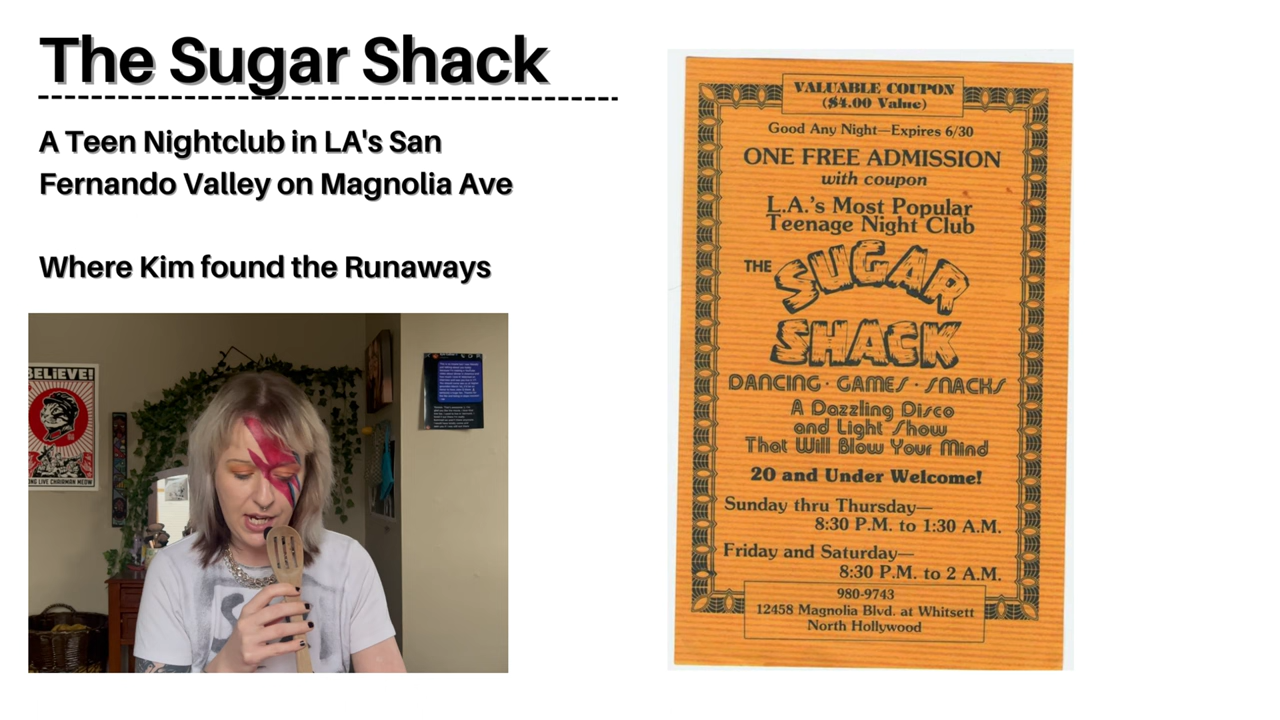 The Sugar Shack
A Teen Nightclub in LA's San
Fernando Valley on Magnolia Ave
Where Kim found the Runaways
BELIEVE!
LONG LIVE CHAIRMAN MEOW
VALUABLE COUPON
($4.00 Value)
Good Any Night—Expires 6/30
ONE FREE ADMISSION
with coupon
L.A.'s Most Popular
Teenage Night Club
THE SUGAR
SHACK
DANCING · GAMES · SNACKS
A Dazzling Disco
and Light Show
That Will Blow Your Mind
20 and Under Welcome!
Sunday thru Thursday—
8:30 P.M. to 1:30 A.M.
Friday and Saturday—
8:30 P.M. to 2 A.M.
980-9743
12458 Magnolia Blvd. at Whitsett
North Hollywood